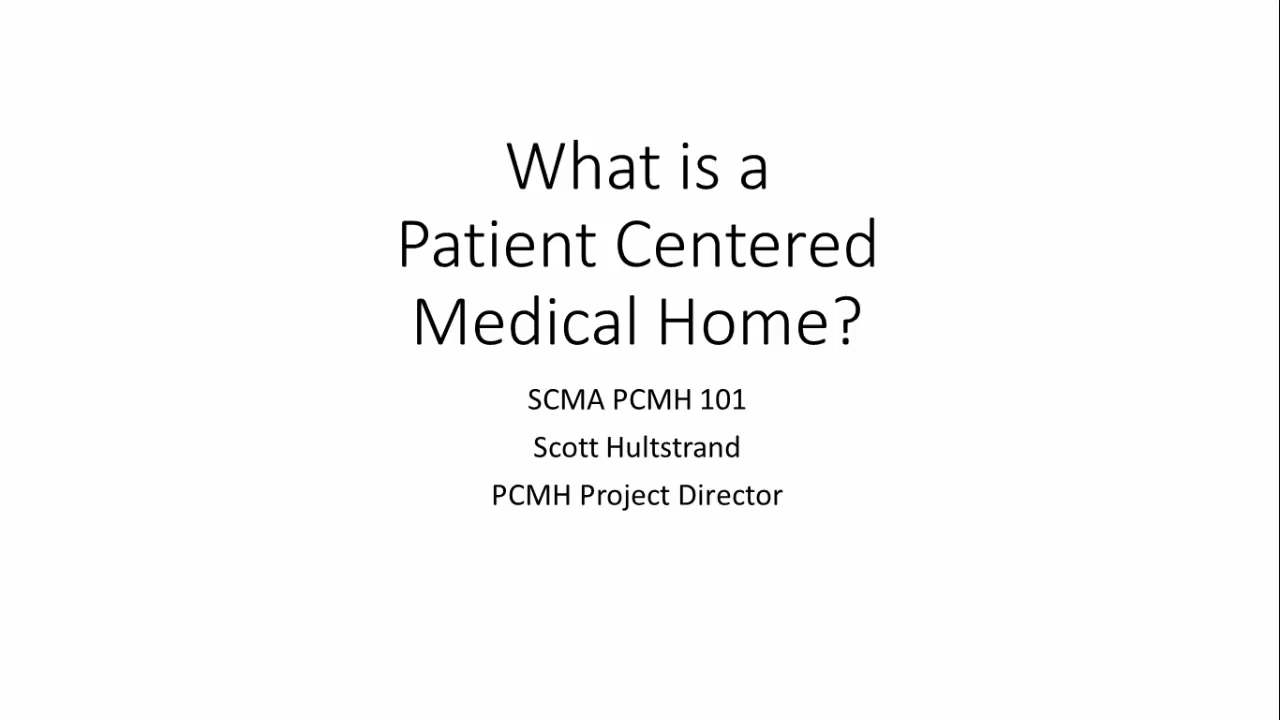 What is a
Patient Centered
Medical Home?
SCMA PCMH 101
Scott Hultstrand
PCMH Project Director